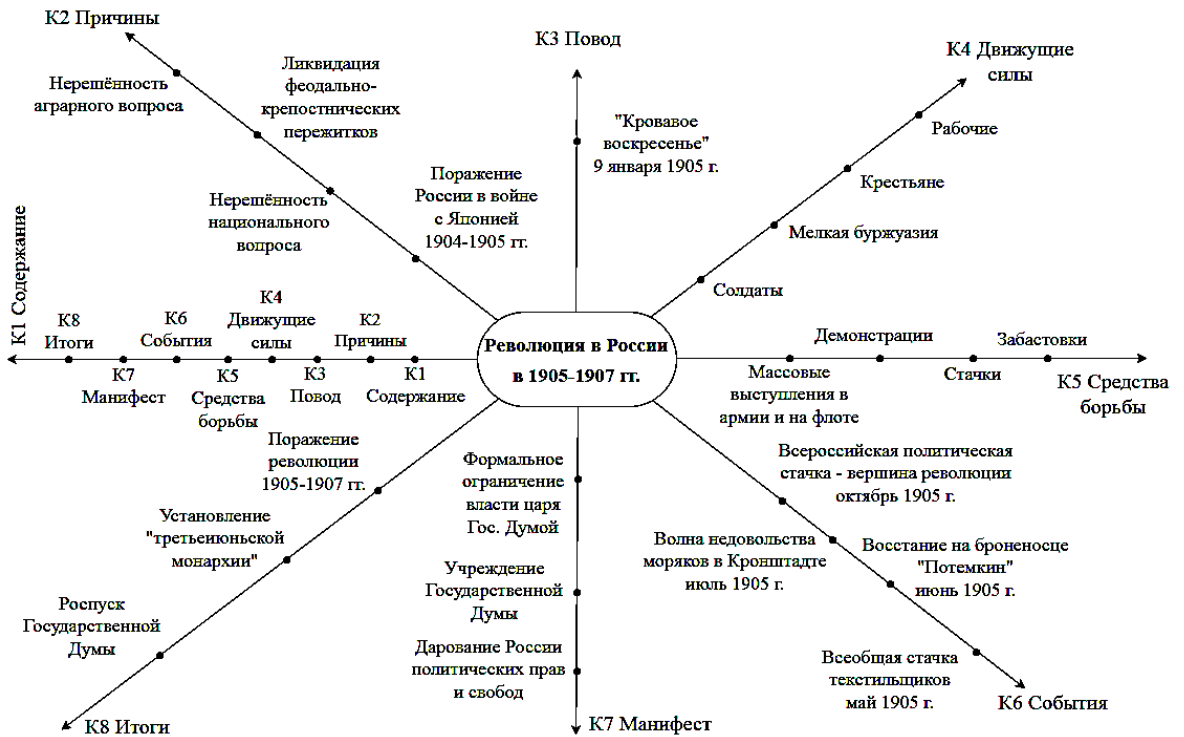 К2 Причины
Нерешённость
аграрного вопроса
Ликвидация
феодально-
крепостнических
пережитков
Нерешённость
национального
вопроса
Поражение
России в войне
с Японией
1904-1905 гг.
К3 Повод
"Кровавое
воскресенье"
9 января 1905 г.
К4 Движущие
силы
Рабочие
Крестьяне
Мелкая буржуазия
Солдаты
К1 Содержание
К8
Итоги
К7
Манифест
К6
События
К5
Средства
борьбы
К4
Движущие
силы
К3
Повод
К2
Причины
К1
Содержание
Революция в России
в 1905-1907 гг.
Массовые
выступления в
армии и на флоте
Демонстрации
Стачки
Забастовки
К5 Средства
борьбы
Поражение
революции
1905-1907 гг.
Установление
"третьеиюньской
монархии"
Роспуск
Государственной
Думы
К8 Итоги
Формальное
ограничение
власти царя
Гос. Думой
Учреждение
Государственной
Думы
Дарование России
политических прав
и свобод
К7 Манифест
Всероссийская политическая
стачка - вершина революции
октябрь 1905 г.
Волна недовольства
моряков в Кронштадте
июль 1905 г.
Восстание на броненосце
"Потемкин"
июнь 1905 г.
Всеобщая стачка
текстильщиков
май 1905 г.
К6 События